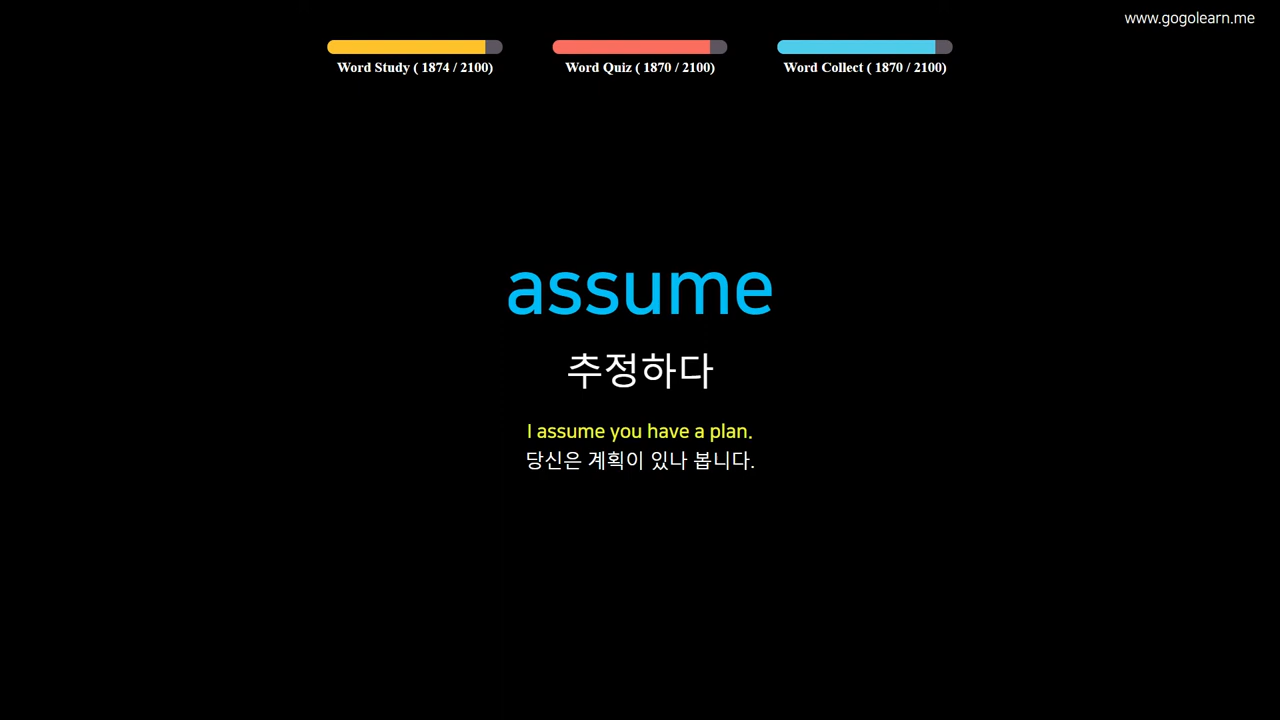 www.gogolearn.me
Word Study ( 1874 / 2100)
Word Quiz ( 1870 / 2100)
Word Collect ( 1870 / 2100)
assume
추정하다
I assume you have a plan.
당신은 계획이 있나 봅니다.